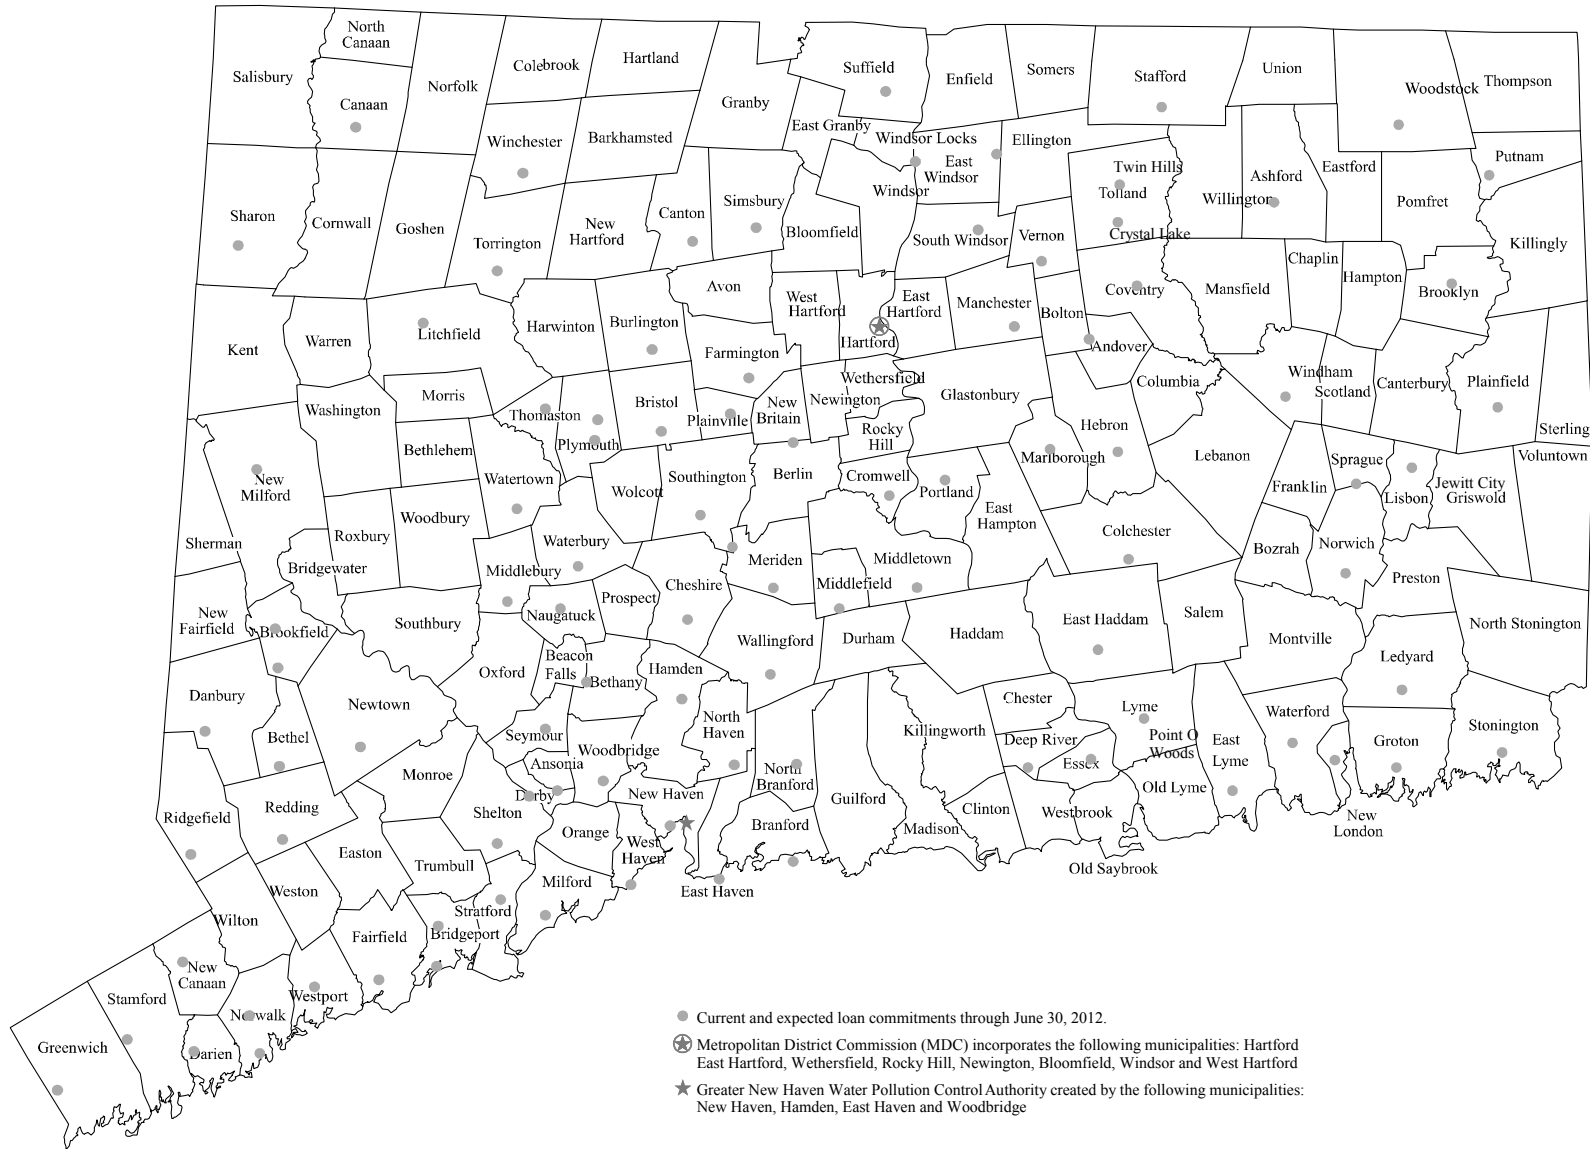 North
Canaan
Salisbury
Canaan
Norfolk
Colebrook
Hartland
Winchester
Barkhamsted
Granby
Suffield
East Granby
Windsor Locks
Enfield
Somers
Stafford
Union
Woodstock
Thompson
East
Windsor
Ellington
Windsor
Twin Hills
Tolland
Crystal Lake
Willington
Ashford
Eastford
Putnam
Pomfret
Killingly
Sharon
Cornwall
Goshen
Torrington
New
Hartford
Canton
Simsbury
Bloomfield
South Windsor
Vernon
Coventry
Mansfield
Chaplin
Hampton
Brooklyn
Kent
Warren
Litchfield
Harwinton
Burlington
Avon
West
Hartford
East
Hartford
Hartford
Manchester
Bolton
Andover
Farmington
Wethersfield
Newington
Glastonbury
Columbia
Windham
Scotland
Canterbury
Plainfield
Sterling
Washington
Morris
Bethlehem
Thomaston
Plymouth
Bristol
Plainville
New
Britain
Rocky
Hill
Hebron
Marlborough
Lebanon
Voluntown
New
Milford
Watertown
Wolcott
Southington
Berlin
Cromwell
Portland
East
Hampton
Colchester
Franklin
Sprague
Lisbon
Jewitt City
Griswold
Sherman
Roxbury
Woodbury
Bridgewater
Waterbury
Middlebury
Meriden
Middletown
Middlefield
Bozrah
Norwich
Preston
New
Fairfield
Brookfield
Southbury
Naugatuck
Prospect
Cheshire
Wallingford
Durham
Haddam
East Haddam
Salem
Montville
Ledyard
North Stonington
Danbury
Bethel
Newtown
Oxford
Beacon
Falls
Bethany
Hamden
North
Haven
Seymour
Woodbridge
Ansonia
Derby
New Haven
North
Branford
Killingworth
Chester
Deep River
Essex
Lyme
Point O
Woods
East
Lyme
Old Lyme
Waterford
Groton
Stonington
New
London
Ridgefield
Redding
Monroe
Shelton
Orange
West
Haven
East Haven
Branford
Guilford
Madison
Clinton
Westbrook
Old Saybrook
Easton
Trumbull
Milford
Weston
Wilton
Stratford
Bridgeport
Fairfield
New
Canaan
Stamford
Norwalk
Westport
Darien
Greenwich
Current and expected loan commitments through June 30, 2012.
Metropolitan District Commission (MDC) incorporates the following municipalities: Hartford
East Hartford, Wethersfield, Rocky Hill, Newington, Bloomfield, Windsor and West Hartford
Greater New Haven Water Pollution Control Authority created by the following municipalities:
New Haven, Hamden, East Haven and Woodbridge